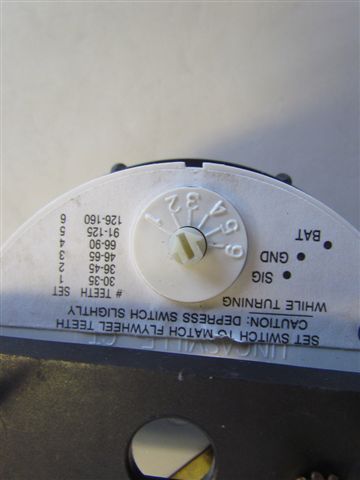 UNCASVILLE, CT
SET SWITCH TO MATCH FLYWHEEL TEETH
CAUTION: DEPRESS SWITCH SLIGHTLY
WHILE TURNING
SIG
GND
BAT
6 5 4 3 2 1
# TEETH SET
30-35 1
36-45 2
46-65 3
66-90 4
91-125 5
126-160 6